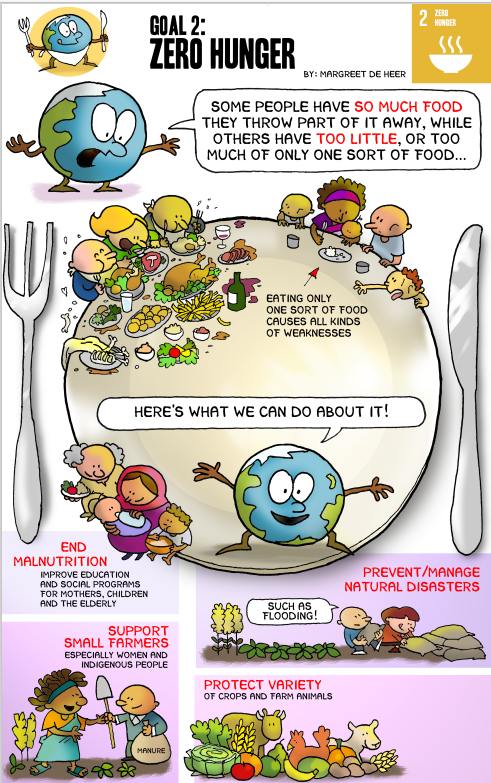 GOAL 2:
ZERO HUNGER
BY: MARGREET DE HEER
2 ZERO
HUNGER
SOME PEOPLE HAVE SO MUCH FOOD
THEY THROW PART OF IT AWAY, WHILE
OTHERS HAVE TOO LITTLE, OR TOO
MUCH OF ONLY ONE SORT OF FOOD...
EATING ONLY
ONE SORT OF FOOD
CAUSES ALL KINDS
OF WEAKNESSES
HERE'S WHAT WE CAN DO ABOUT IT!
END
MALNUTRITION
IMPROVE EDUCATION
AND SOCIAL PROGRAMS
FOR MOTHERS, CHILDREN
AND THE ELDERLY
PREVENT/MANAGE
NATURAL DISASTERS
SUCH AS
FLOODING!
SUPPORT
SMALL FARMERS
ESPECIALLY WOMEN AND
INDIGENOUS PEOPLE
MANURE
PROTECT VARIETY
OF CROPS AND FARM ANIMALS